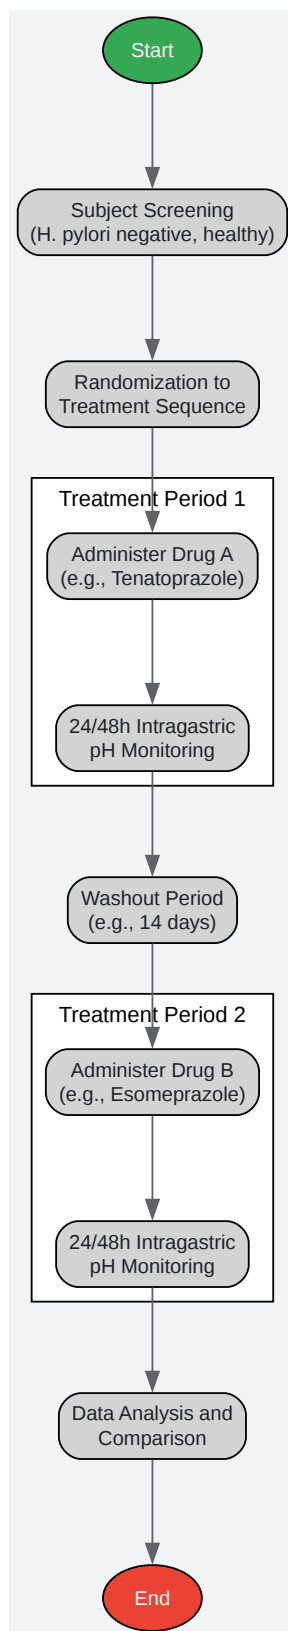 Start
Subject Screening
(H. pylori negative, healthy)
Randomization to
Treatment Sequence
Treatment Period 1
Administer Drug A
(e.g., Tenatoprazole)
24/48h Intragastric
pH Monitoring
Washout Period
(e.g., 14 days)
Treatment Period 2
Administer Drug B
(e.g., Esomeprazole)
24/48h Intragastric
pH Monitoring
Data Analysis and
Comparison
End